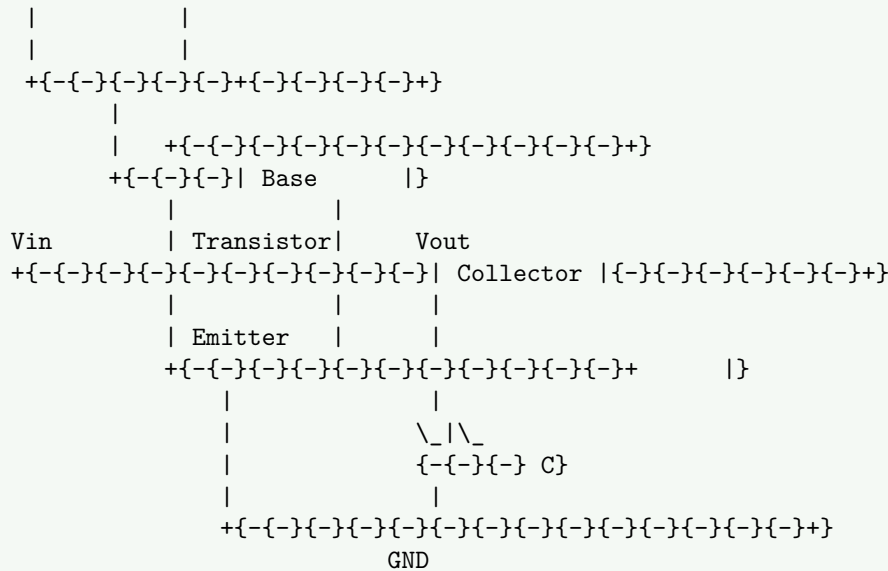 |          |
|          |
+{-{-}{-}{-}{-}+{-}{-}{-}{-}+}
|
|   +{-{-}{-}{-}{-}{-}{-}{-}{-}{-}+}
+{-{-}{-}| Base      |}
|           |
Vin        | Transistor|     Vout
+{-{-}{-}{-}{-}{-}{-}{-}{-}{-}| Collector |{-}{-}{-}{-}{-}{-}+}
|           |      |
| Emitter   |      |
+{-{-}{-}{-}{-}{-}{-}{-}{-}{-}{-}+      |}
|              |
|             \_|\_
|             {-{-}{-} C}
|              |
+{-{-}{-}{-}{-}{-}{-}{-}{-}{-}{-}{-}{-}{-}+}
GND